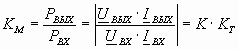 K_M = P_ВЫХ / P_ВХ = | U_ВЫХ · I_ВЫХ / U_ВХ · I_ВХ | = K · K_T